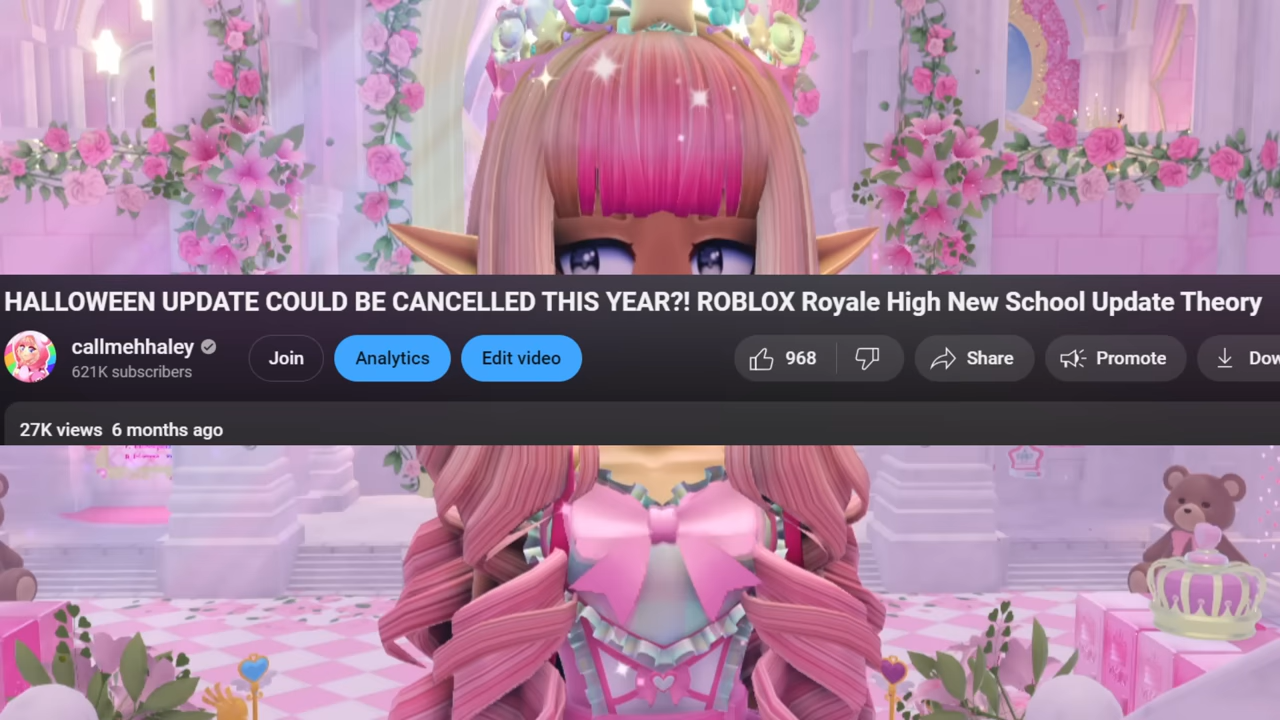 HALLOWEEN UPDATE COULD BE CANCELLED THIS YEAR?! ROBLOX Royale High New School Update Theory
callmehhaley
621K subscribers
Join
Analytics
Edit video
968
Share
Promote
Dow
27K views 6 months ago